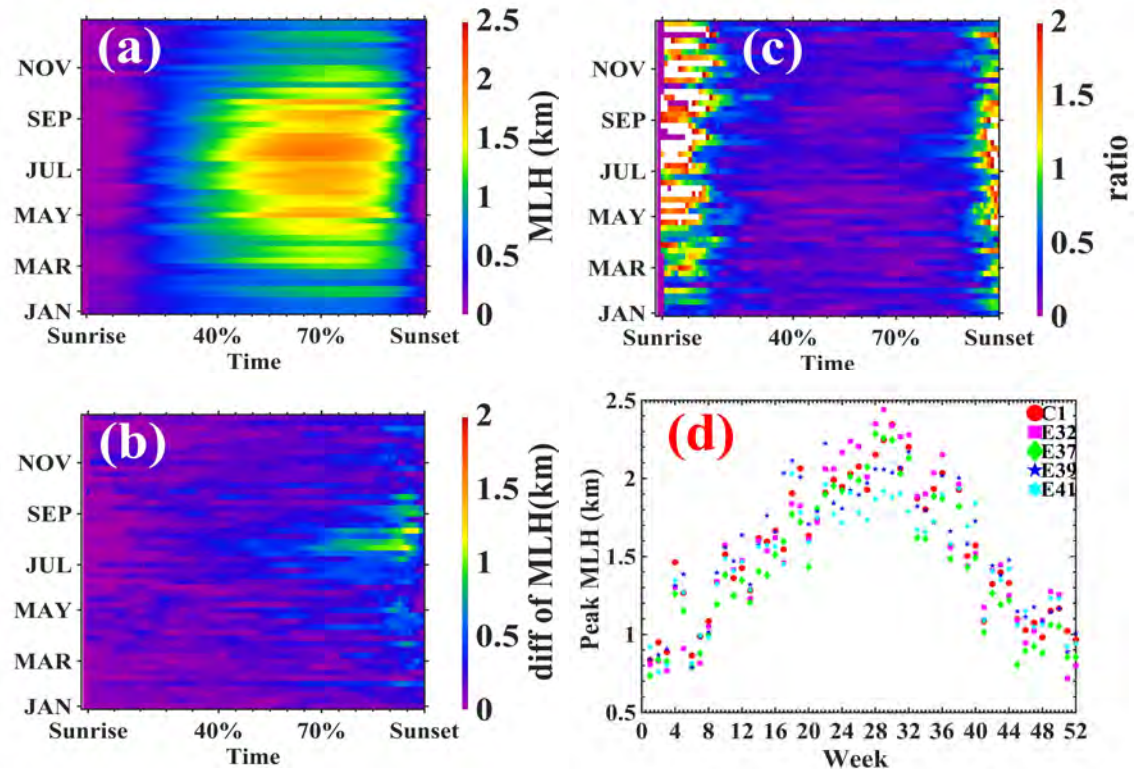 (a)
NOV
SEP
JUL
MAY
MAR
JAN
Sunrise 40% 70% Sunset
Time
2.5
2
1.5
1
0.5
0
MLH (km)
(c)
NOV
SEP
JUL
MAY
MAR
JAN
Sunrise 40% 70% Sunset
Time
2
1.5
1
0.5
0
ratio
(b)
NOV
SEP
JUL
MAY
MAR
JAN
Sunrise 40% 70% Sunset
Time
2
1.5
1
0.5
0
diff of MLH(km)
(d)
C1
E32
E37
E39
E41
2.5
2
1.5
1
0.5
Peak MLH (km)
0 4 8 12 16 20 24 28 32 36 40 44 48 52
Week